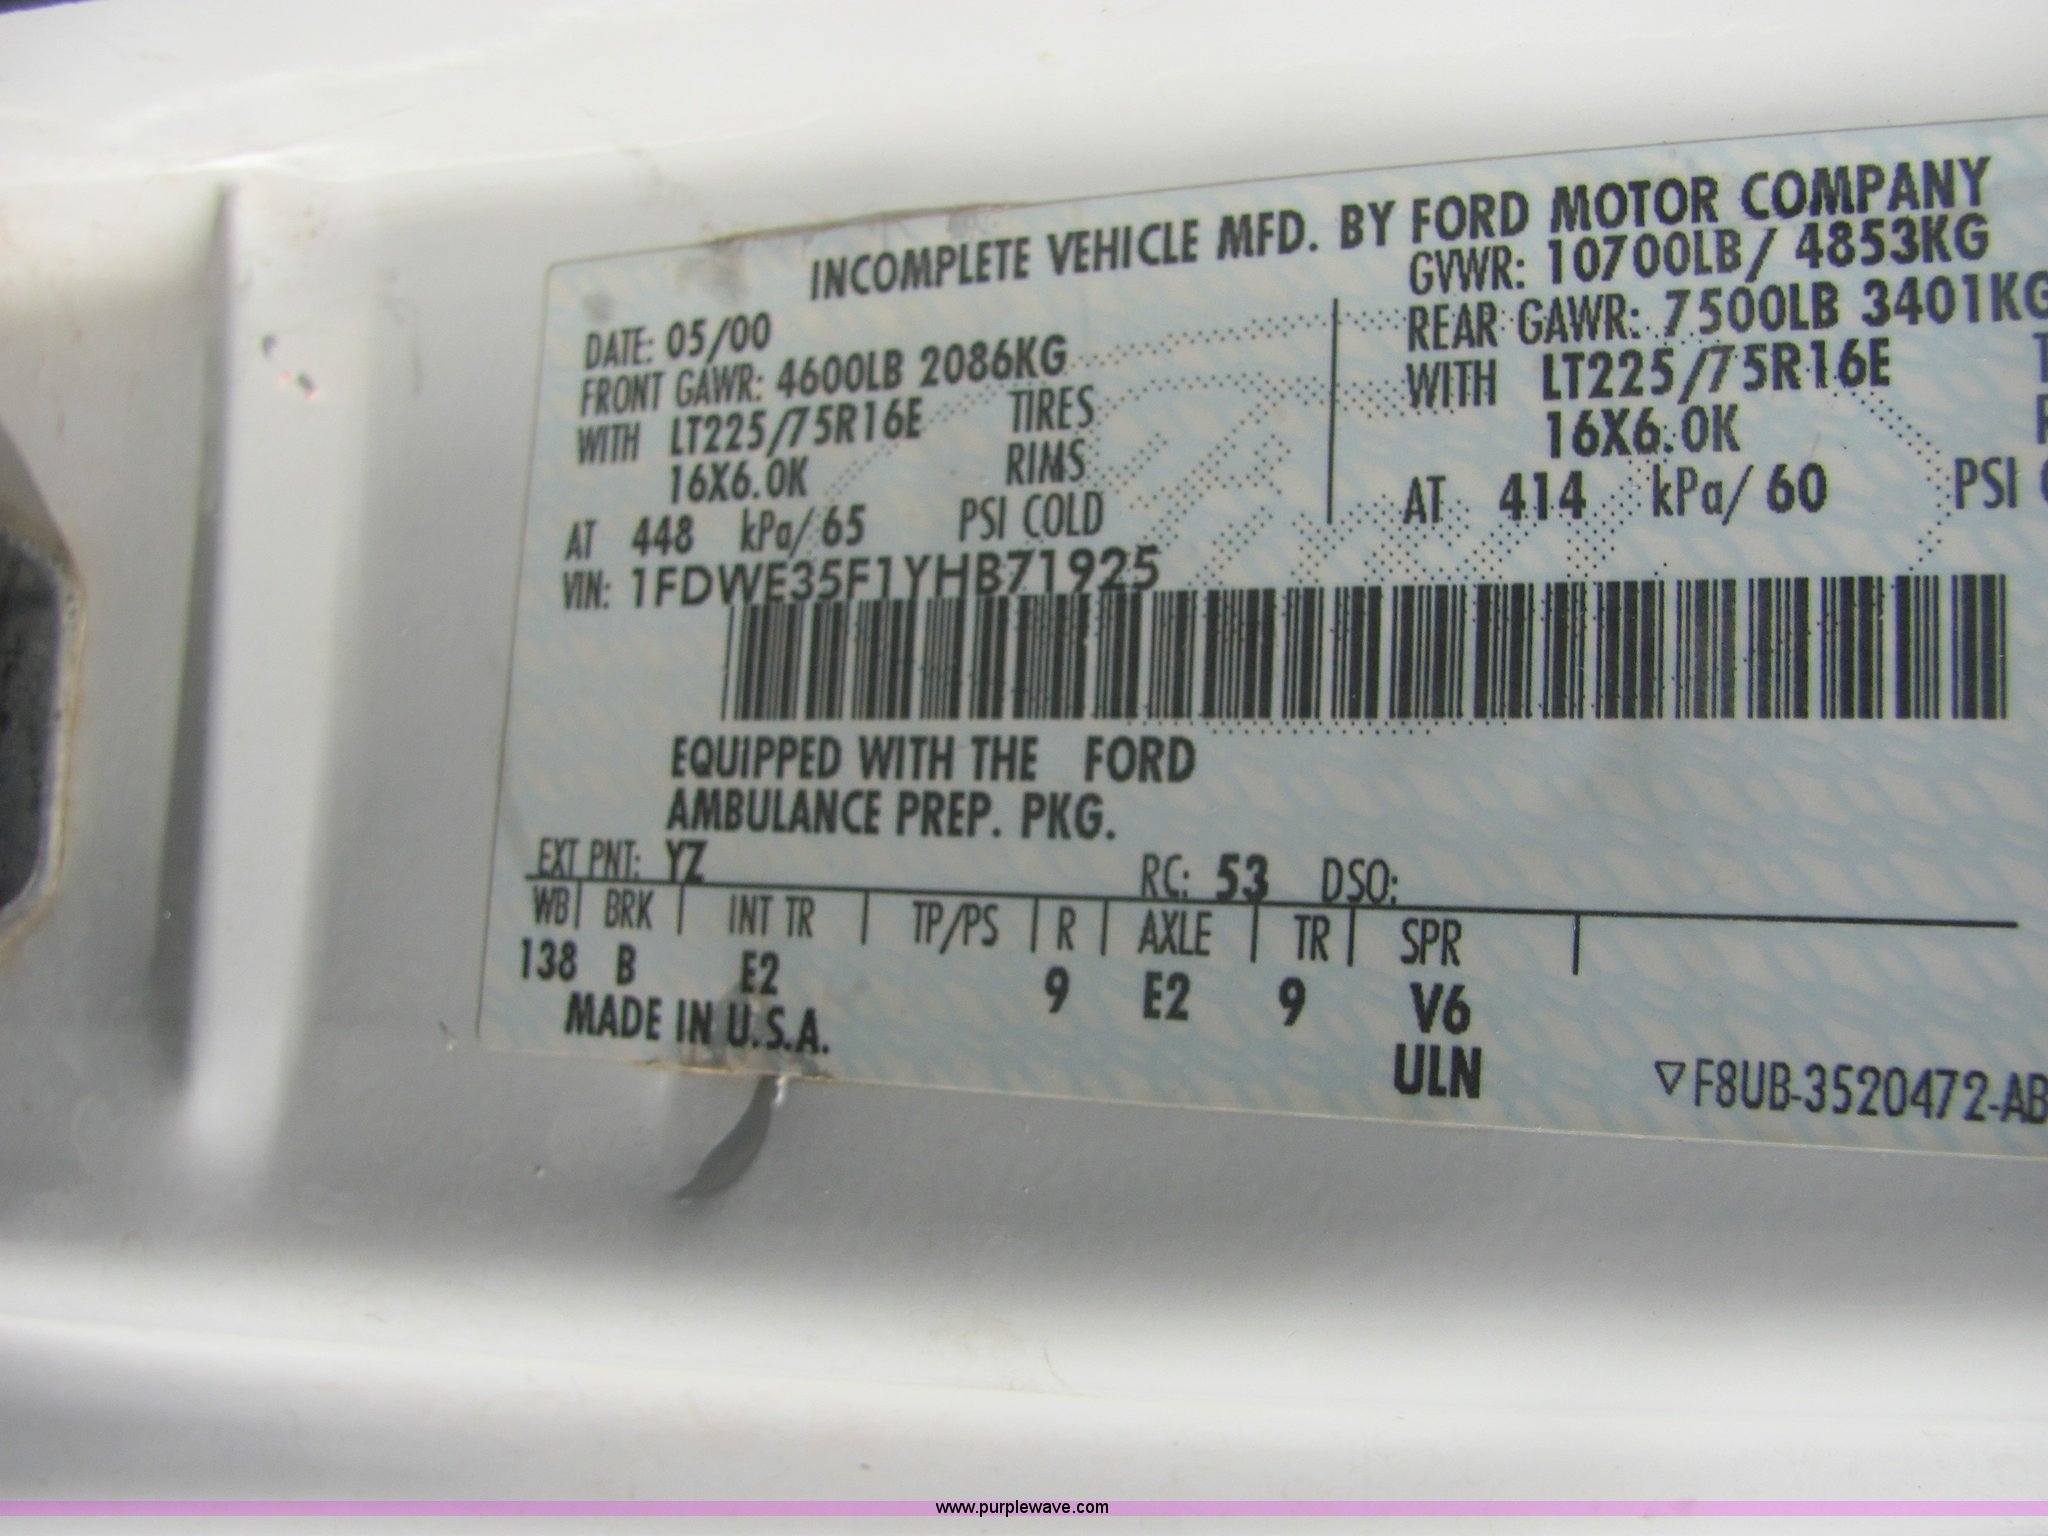 INCOMPLETE VEHICLE MFD. BY FORD MOTOR COMPANY
DATE: 05/00
FRONT GAWR: 4600LB 2086KG
WITH LT225/75R16E TIRES
16X6.0K RIMS
AT 448 kPa/ 65 PSI COLD
GVWR: 10700LB/ 4853KG
REAR GAWR: 7500LB 3401KG
WITH LT225/75R16E
16X6.0K
AT 414 kPa/ 60 PSI
VIN: 1FDWE35F1YHB71925
EQUIPPED WITH THE FORD
AMBULANCE PREP. PKG.
EXT PNT: YZ RC: 53 DSO:
WB BRK INT TR TP/PS R AXLE TR SPR
138 B E2 9 E2 9 V6
MADE IN U.S.A. ULN
▽F8UB-3520472-AB
www.purplewave.com